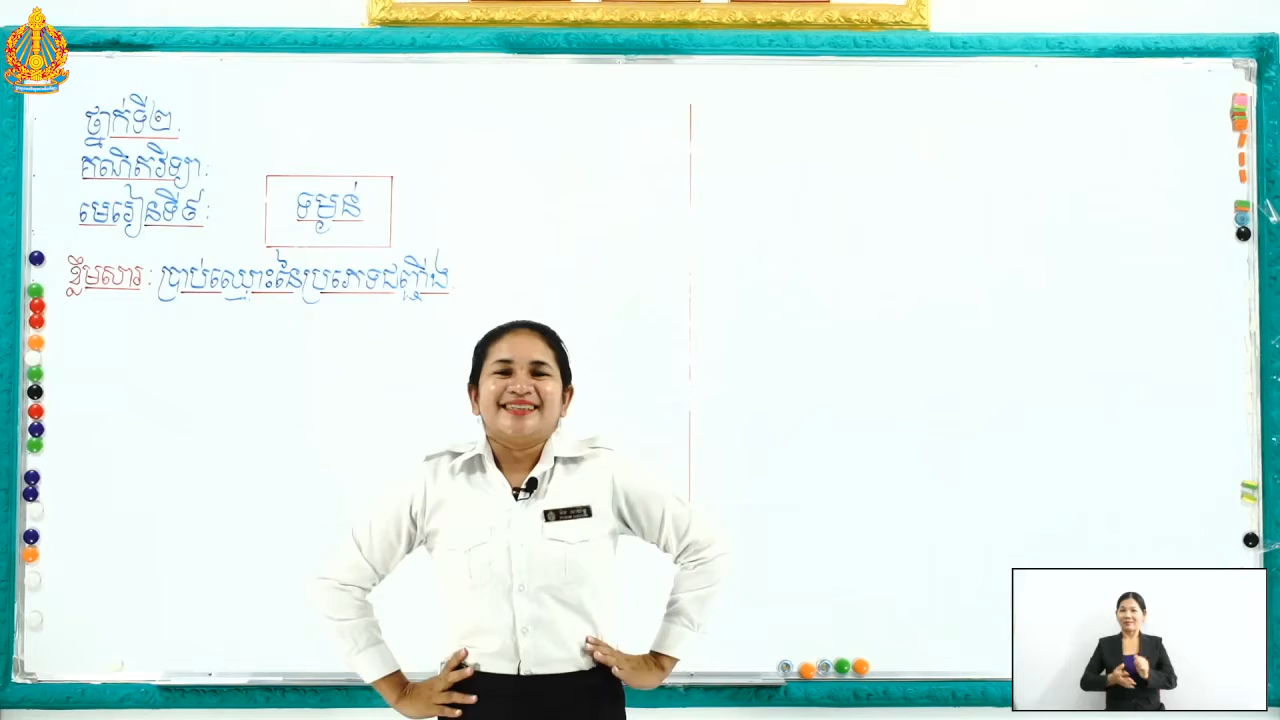 ថ្នាក់ទី២.
គណិតវិទ្យា:
មេរៀនទី៩:
ទម្ងន់
ខ្លឹមសារ: ប្រាប់ឈ្មោះនៃប្រភេទជញ្ជីង.